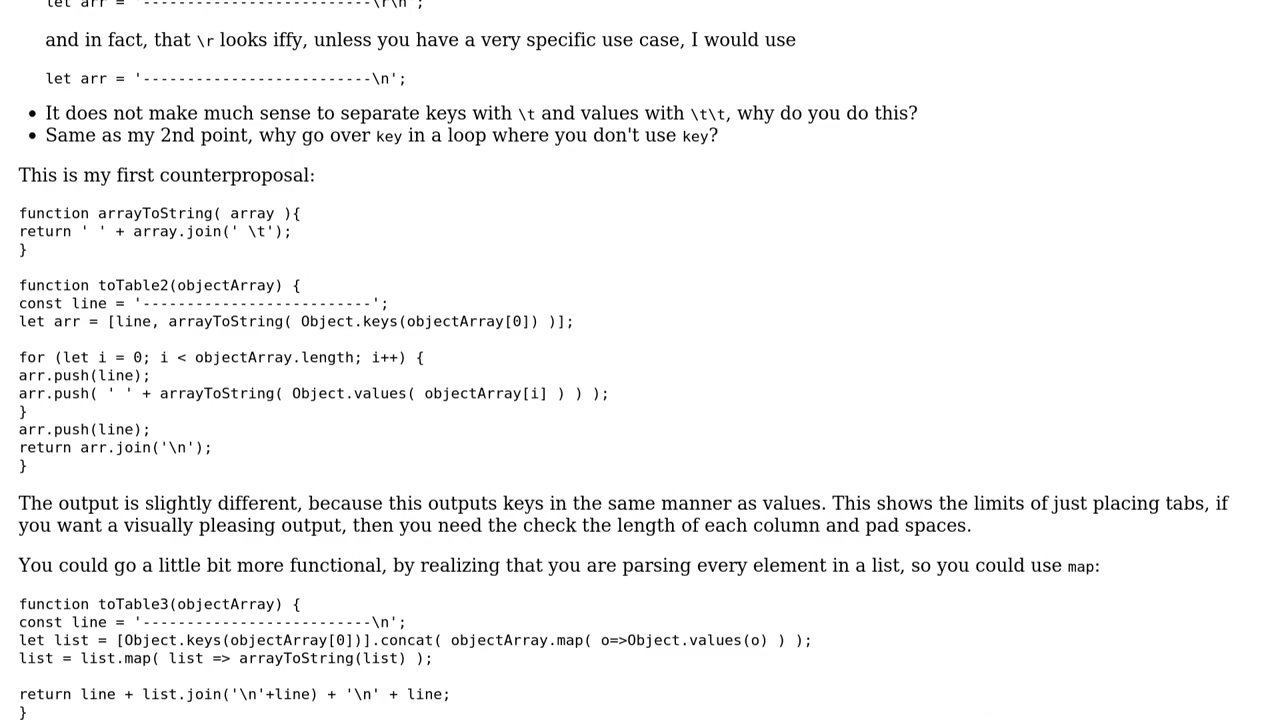 let arr = '--------------------------\r\n';
and in fact, that \r looks iffy, unless you have a very specific use case, I would use
let arr = '--------------------------\n';
• It does not make much sense to separate keys with \t and values with \t\t, why do you do this?
• Same as my 2nd point, why go over key in a loop where you don't use key?
This is my first counterproposal:
function arrayToString( array ){
return ' ' + array.join(' \t');
}
function toTable2(objectArray) {
const line = '--------------------------';
let arr = [line, arrayToString( Object.keys(objectArray[0]) )];
for (let i = 0; i < objectArray.length; i++) {
arr.push(line);
arr.push( ' ' + arrayToString( Object.values( objectArray[i] ) ) );
}
arr.push(line);
return arr.join('\n');
}
The output is slightly different, because this outputs keys in the same manner as values. This shows the limits of just placing tabs, if
you want a visually pleasing output, then you need the check the length of each column and pad spaces.
You could go a little bit more functional, by realizing that you are parsing every element in a list, so you could use map:
function toTable3(objectArray) {
const line = '--------------------------\n';
let list = [Object.keys(objectArray[0])].concat( objectArray.map( o=>Object.values(o) ) );
list = list.map( list => arrayToString(list) );
return line + list.join('\n'+line) + '\n' + line;
}